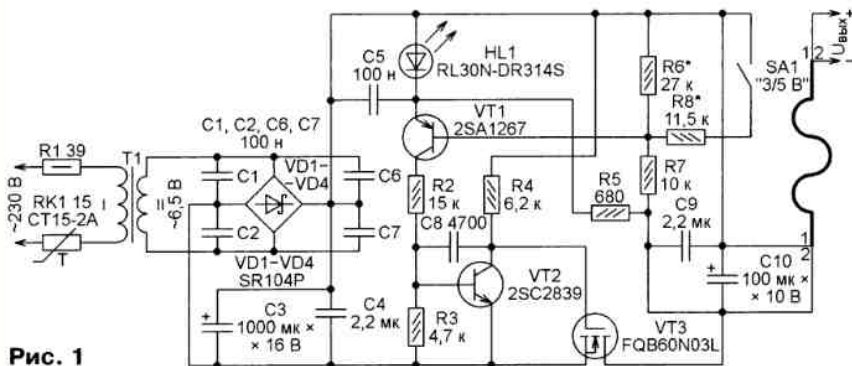 C5
100 н
HL1
RL30N-DR314S
R6*
27 к
SA1
"3/5 В"
1
2
+
−
Uвых
R8*
11,5 к
VT1
2SA1267
C1, C2, C6, C7
100 н
R1 39
T1
~230 В
RK1 15
CT15-2A
T
I
II
~6,5 В
C1
C2
VD1–
–VD4
C6
C7
VD1–VD4
SR104P
R2
15 к
R4
6,2 к
R5
680
R7
10 к
C9
2,2 мк
C8 4700
VT2
2SC2839
1
2
+
C10
100 мк ×
× 10 В
+
C3
1000 мк ×
× 16 В
C4
2,2 мк
R3
4,7 к
VT3
FQB60N03L
Рис. 1